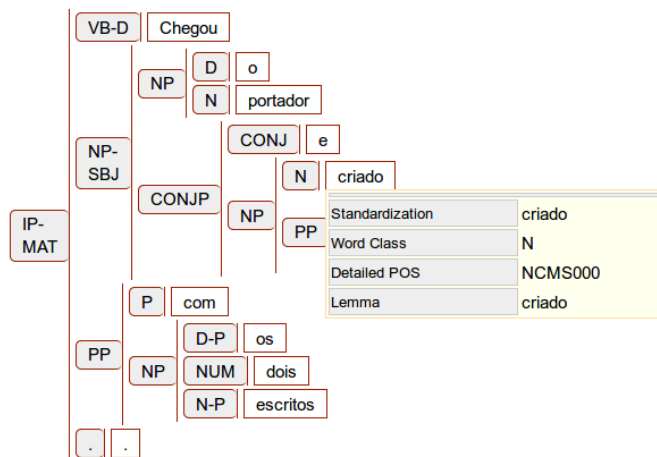 VB-D Chegou
D o
NP
N portador
CONJ e
NP-
SBJ
N criado
CONJP
NP
PP
Standardization criado
Word Class N
Detailed POS NCMS000
Lemma criado
IP-
MAT
P com
D-P os
PP
NP NUM dois
N-P escritos
. .